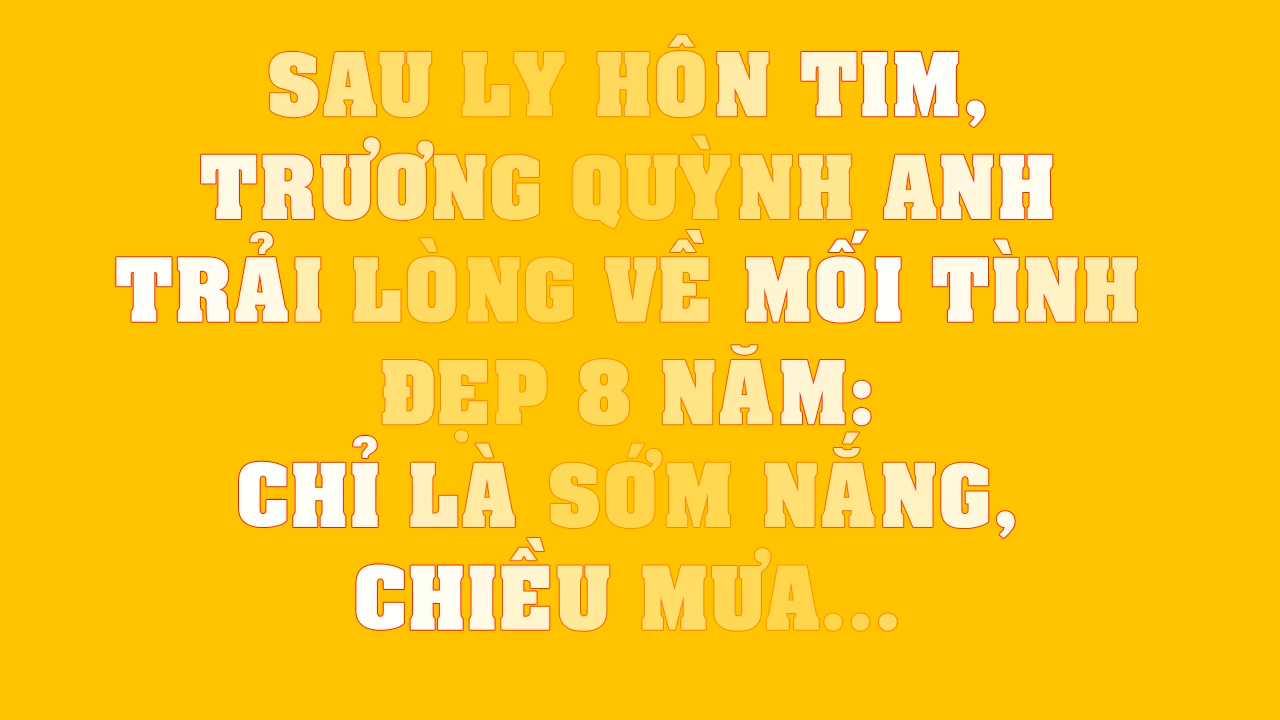 SAU LY HÔN TIM,
TRƯƠNG QUỲNH ANH
TRẢI LÒNG VỀ MỐI TÌNH
ĐẸP 8 NĂM:
CHỈ LÀ SỚM NẮNG,
CHIỀU MƯA...